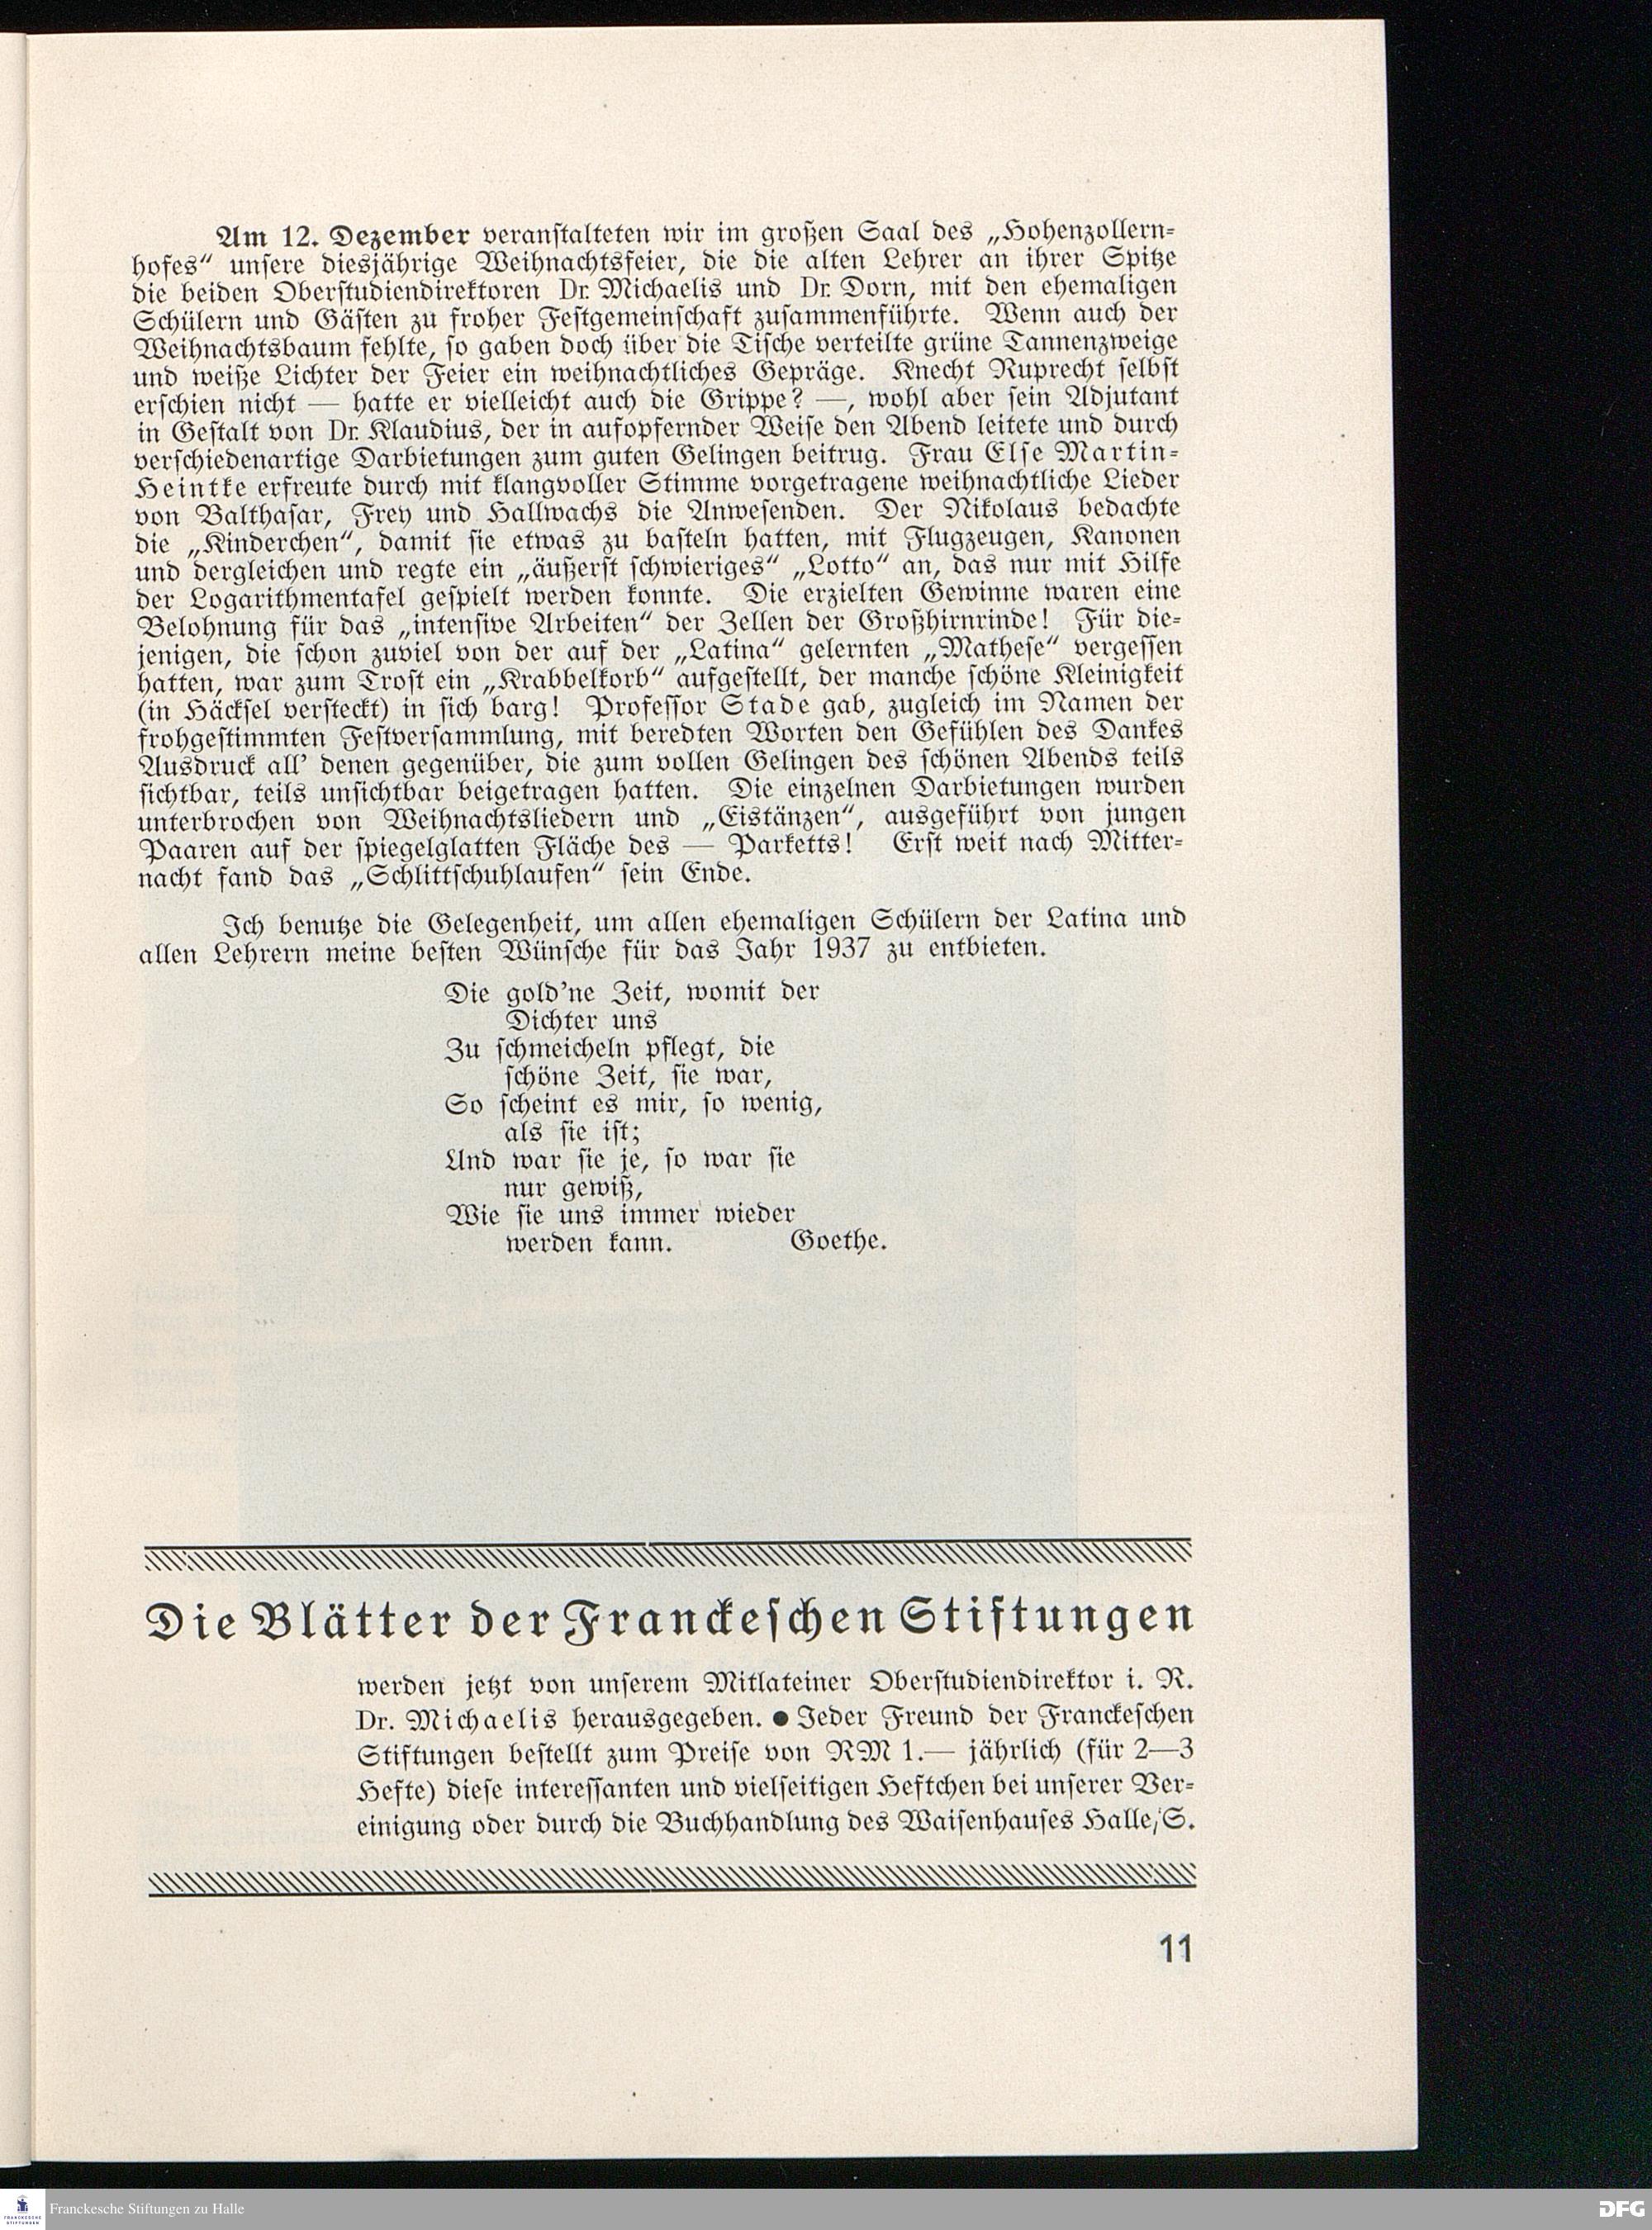 Am 12. Dezember veranstalteten wir im großen Saal des „Hohenzollern-
hofes“ unsere diesjährige Weihnachtsfeier, die die alten Lehrer an ihrer Spitze
die beiden Oberstudiendirektoren Dr. Michaelis und Dr. Dorn, mit den ehemaligen
Schülern und Gästen zu froher Festgemeinschaft zusammenführte. Wenn auch der
Weihnachtsbaum fehlte, so gaben doch über die Tische verteilte grüne Tannenzweige
und weiße Lichter der Feier ein weihnachtliches Gepräge. Knecht Ruprecht selbst
erschien nicht — hatte er vielleicht auch die Grippe? —, wohl aber sein Adjutant
in Gestalt von Dr. Klaudius, der in aufopfernder Weise den Abend leitete und durch
verschiedenartige Darbietungen zum guten Gelingen beitrug. Frau Else Martin-
Heintke erfreute durch mit klangvoller Stimme vorgetragene weihnachtliche Lieder
von Balthasar, Frey und Hallwachs die Anwesenden. Der Nikolaus bedachte
die „Kinderchen“, damit sie etwas zu basteln hatten, mit Flugzeugen, Kanonen
und dergleichen und regte ein „äußerst schwieriges“ „Lotto“ an, das nur mit Hilfe
der Logarithmentafel gespielt werden konnte. Die erzielten Gewinne waren eine
Belohnung für das „intensive Arbeiten“ der Zellen der Großhirnrinde! Für die-
jenigen, die schon zuviel von der auf der „Latina“ gelernten „Mathese“ vergessen
hatten, war zum Trost ein „Krabbelkorb“ aufgestellt, der manche schöne Kleinigkeit
(in Häcksel versteckt) in sich barg! Professor Stade gab, zugleich im Namen der
frohgestimmten Festversammlung, mit beredten Worten den Gefühlen des Dankes
Ausdruck all' denen gegenüber, die zum vollen Gelingen des schönen Abends teils
sichtbar, teils unsichtbar beigetragen hatten. Die einzelnen Darbietungen wurden
unterbrochen von Weihnachtsliedern und „Eistänzen“, ausgeführt von jungen
Paaren auf der spiegelglatten Fläche des — Parketts! Erst weit nach Mitter-
nacht fand das „Schlittschuhlaufen“ sein Ende.
Ich benutze die Gelegenheit, um allen ehemaligen Schülern der Latina und
allen Lehrern meine besten Wünsche für das Jahr 1937 zu entbieten.
Die gold'ne Zeit, womit der
Dichter uns
Zu schmeicheln pflegt, die
schöne Zeit, sie war,
So scheint es mir, so wenig,
als sie ist;
Und war sie je, so war sie
nur gewiß,
Wie sie uns immer wieder
werden kann. Goethe.
Die Blätter der Franckeschen Stiftungen
werden jetzt von unserem Mitlateiner Oberstudiendirektor i. R.
Dr. Michaelis herausgegeben. ● Jeder Freund der Franckeschen
Stiftungen bestellt zum Preise von RM 1.— jährlich (für 2—3
Hefte) diese interessanten und vielseitigen Heftchen bei unserer Ver-
einigung oder durch die Buchhandlung des Waisenhauses Halle/S.
11
FRANCKESCHE
STIFTUNGEN
Franckesche Stiftungen zu Halle
DFG